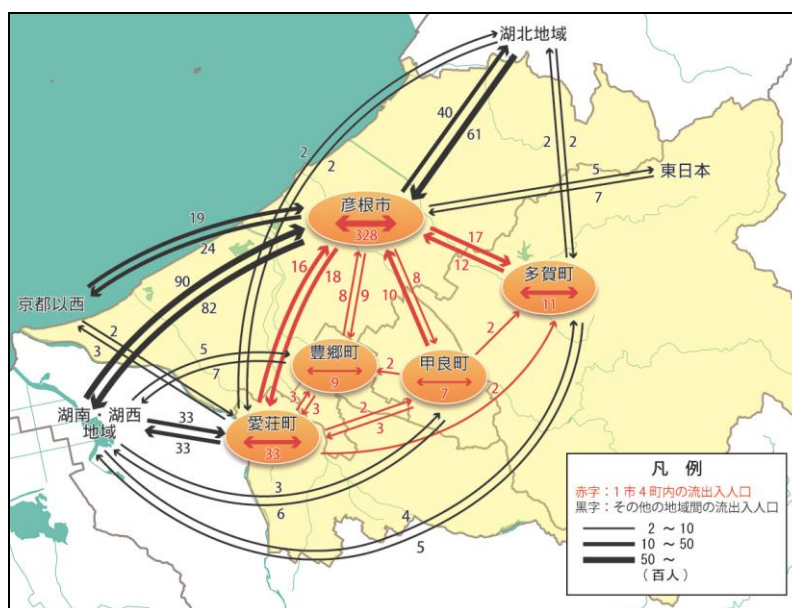 湖北地域
40
61
2
2
2
2
5
7
東日本
彦根市
328
19
24
17
12
90
82
16
18
8
9
8
10
多賀町
11
京都以西
2
3
5
7
豊郷町
9
2
甲良町
7
2
2
湖南・湖西
地域
33
33
愛荘町
33
3
3
2
3
3
6
4
5
凡 例
赤字：1市4町内の流出入人口
黒字：その他の地域間の流出入人口
2 ～ 10
10 ～ 50
50 ～
（百人）